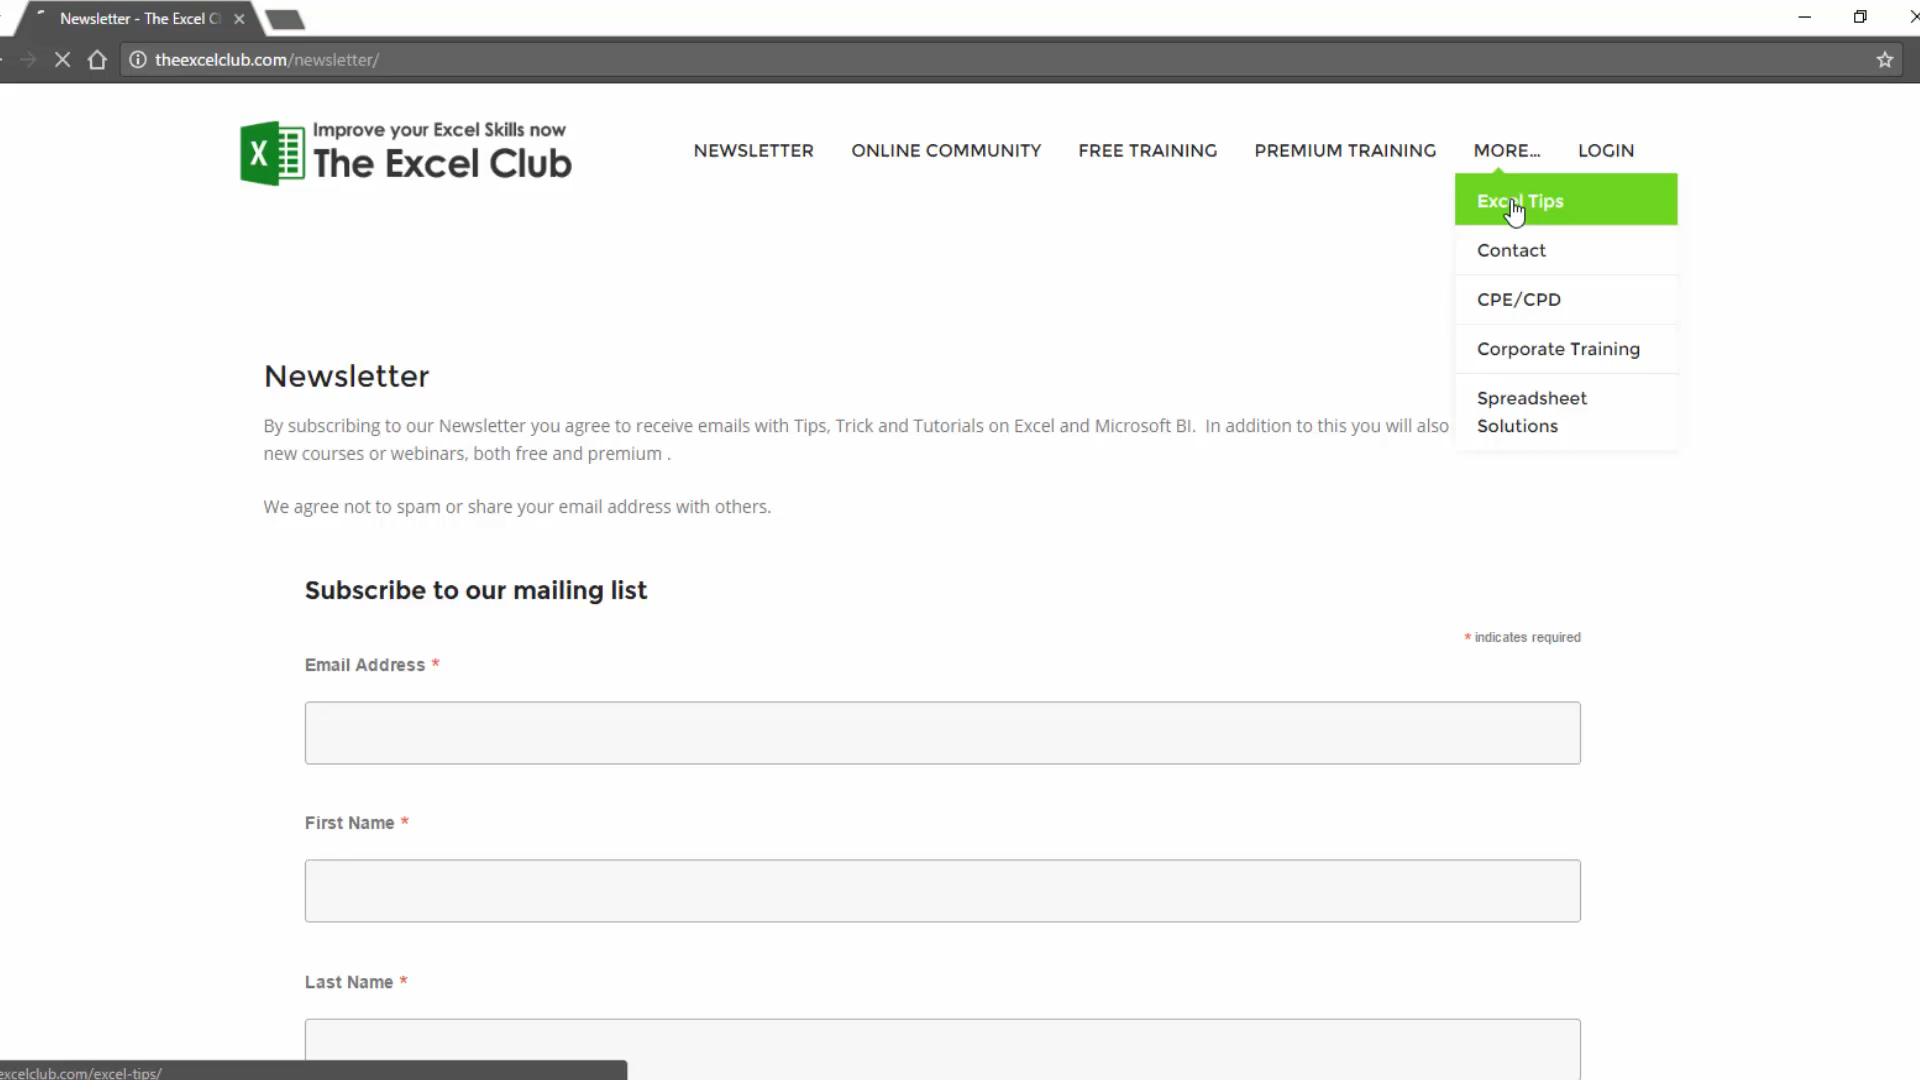 Newsletter - The Excel C
theexcelclub.com/newsletter/
Improve your Excel Skills now
The Excel Club
NEWSLETTER ONLINE COMMUNITY FREE TRAINING PREMIUM TRAINING MORE... LOGIN
Excel Tips
Contact
CPE/CPD
Corporate Training
Spreadsheet
Solutions
Newsletter
By subscribing to our Newsletter you agree to receive emails with Tips, Trick and Tutorials on Excel and Microsoft BI. In addition to this you will also
new courses or webinars, both free and premium .
We agree not to spam or share your email address with others.
Subscribe to our mailing list
* indicates required
Email Address *
First Name *
Last Name *
excelclub.com/excel-tips/